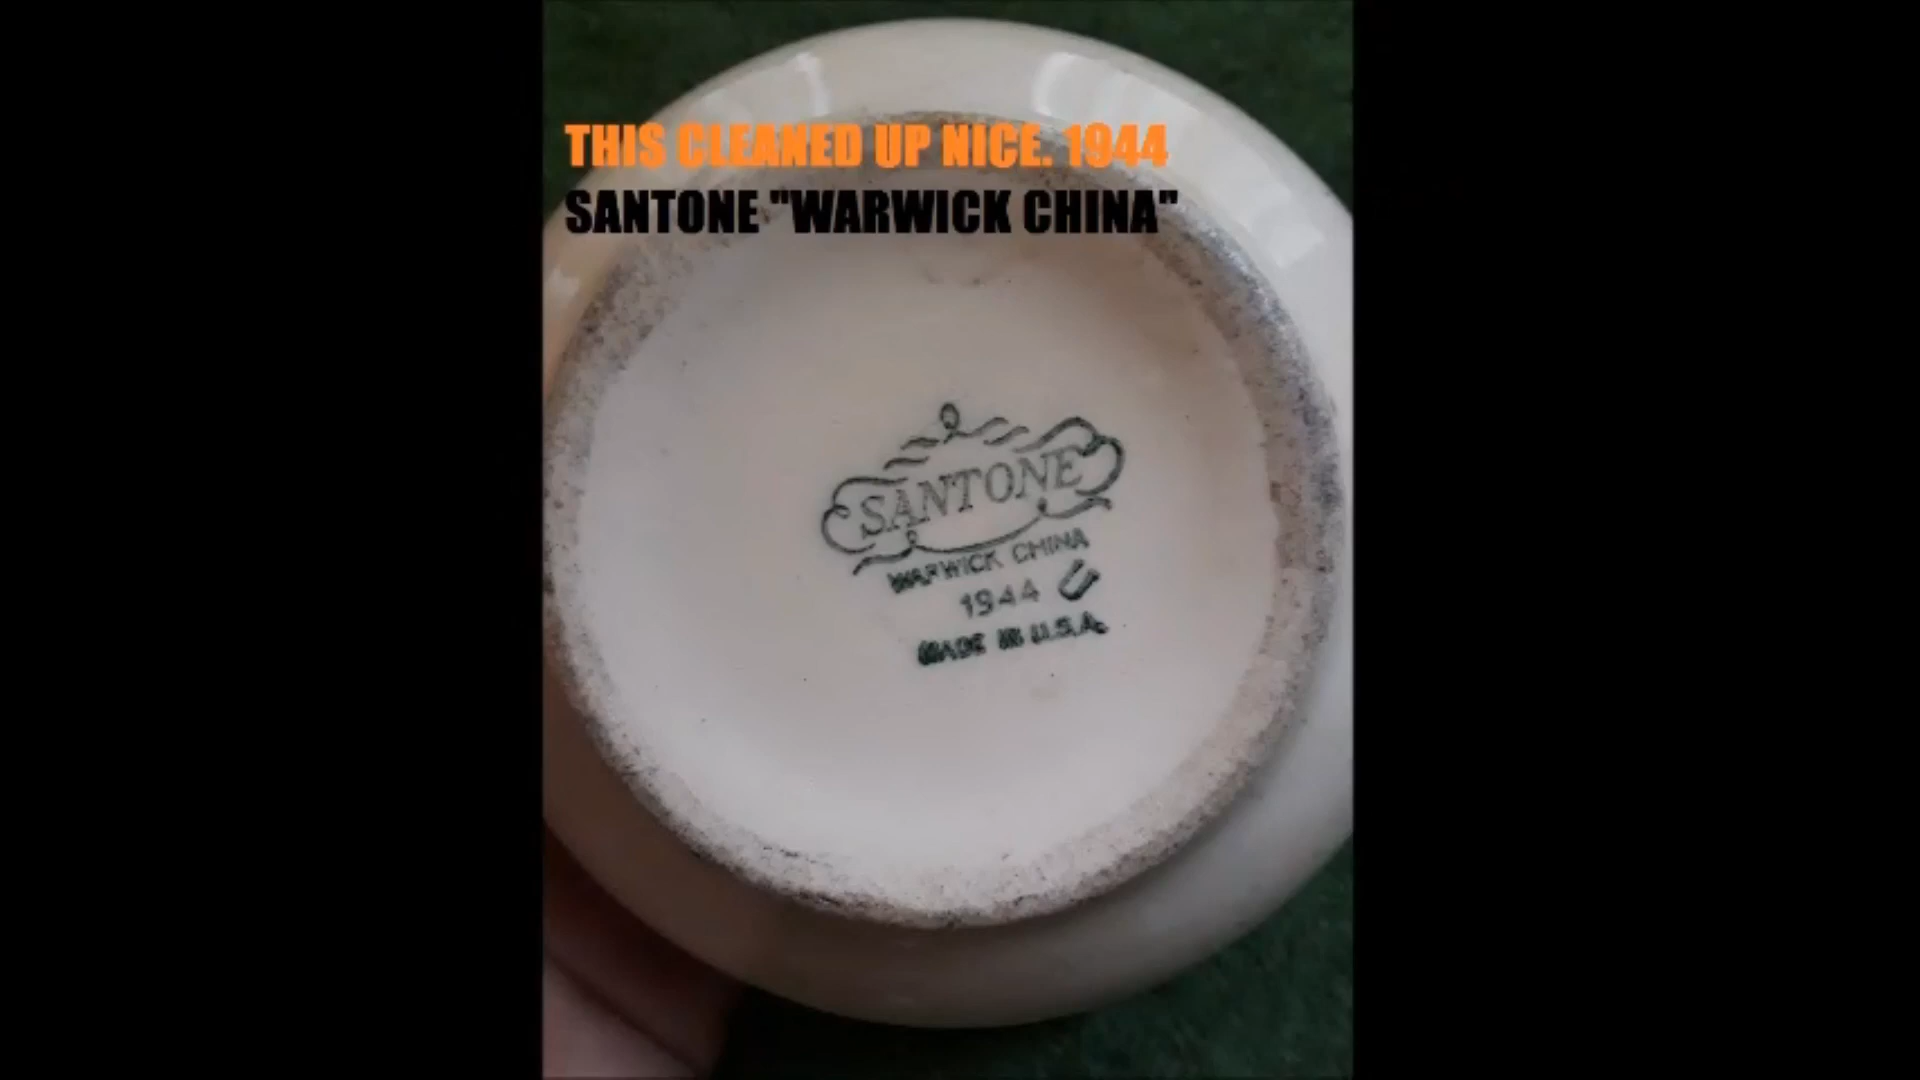 THIS CLEANED UP NICE. 1944
SANTONE "WARWICK CHINA"
SANTONE
WARWICK CHINA
1944 U
MADE IN U.S.A.